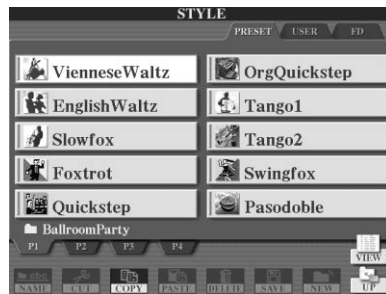 STYLE
PRESET USER FD
VienneseWaltz OrgQuickstep
EnglishWaltz Tango1
Slowfox Tango2
Foxtrot Swingfox
Quickstep Pasodoble
BallroomParty
P1 P2 P3 P4
VIEW
NAME CUT COPY PASTE DELETE SAVE NEW UP